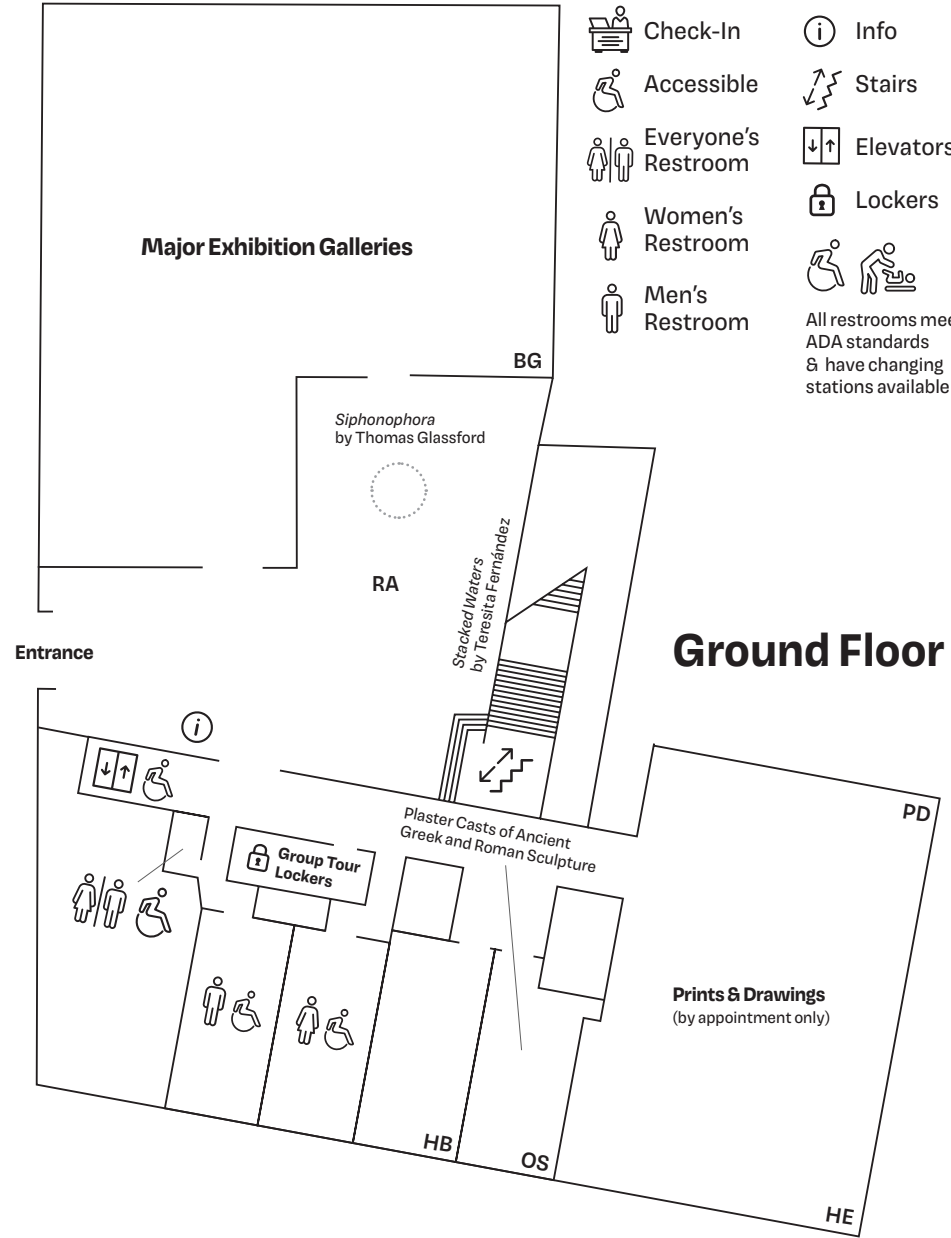 Check-In
Accessible
Everyone's
Restroom
Women's
Restroom
Men's
Restroom
i Info
Stairs
Elevators
Lockers
All restrooms mee
ADA standards
& have changing
stations available
Major Exhibition Galleries
BG
Siphonophora
by Thomas Glassford
Stacked Waters
by Teresita Fernández
RA
Entrance
Ground Floor
i
Plaster Casts of Ancient
Greek and Roman Sculpture
Group Tour
Lockers
PD
Prints & Drawings
(by appointment only)
HB
OS
HE